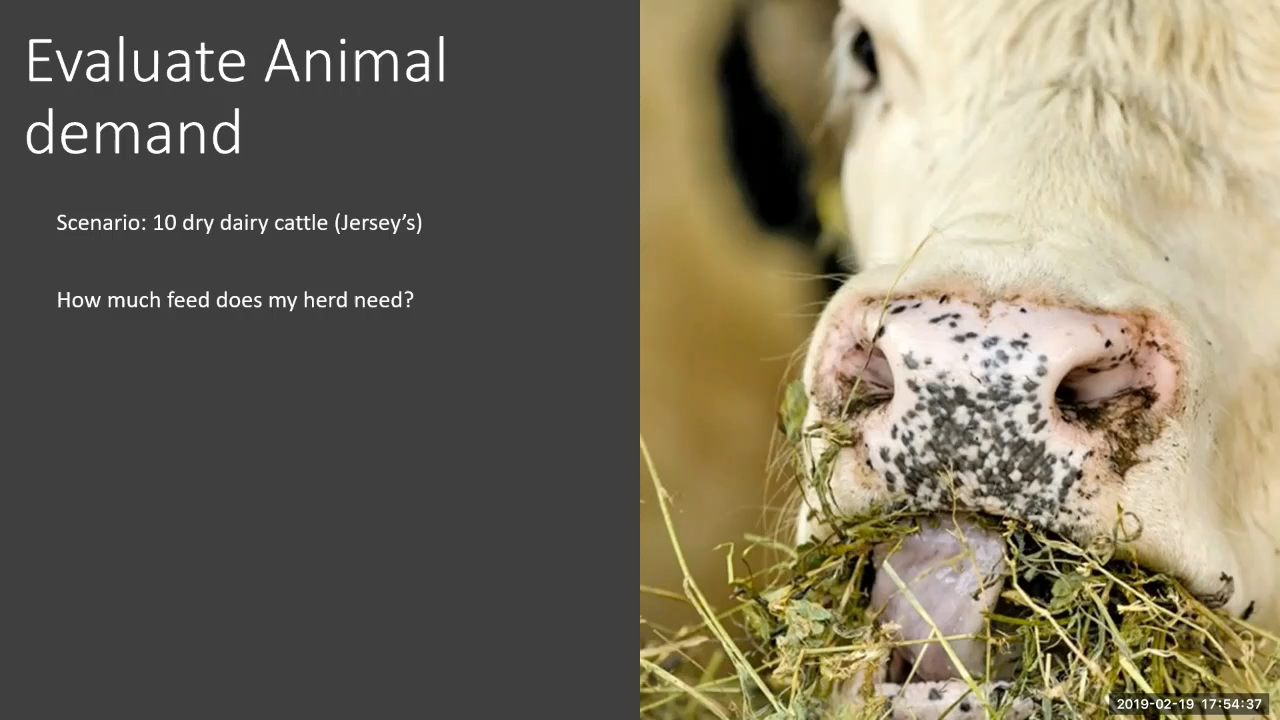 Evaluate Animal
demand
Scenario: 10 dry dairy cattle (Jersey’s)
How much feed does my herd need?
2019-02-19 17:54:37